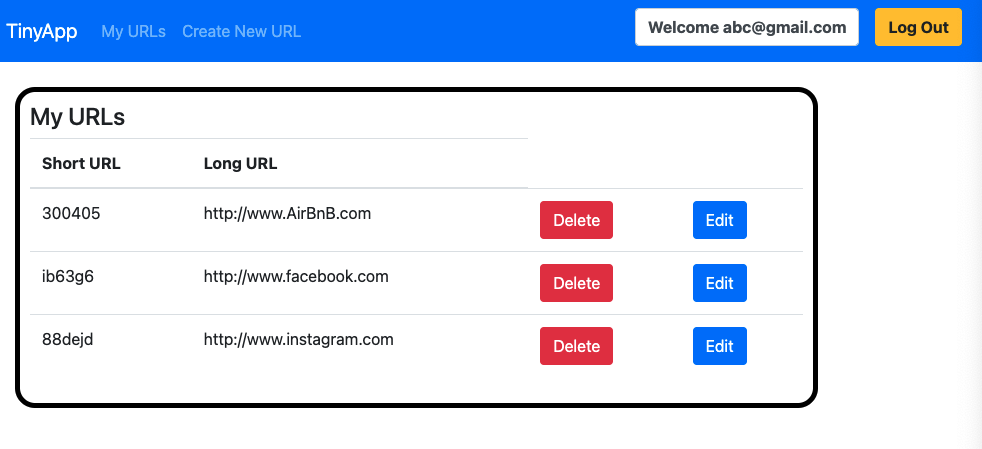 TinyApp My URLs Create New URL Welcome abc@gmail.com Log Out
My URLs
Short URL Long URL
300405 http://www.AirBnB.com Delete Edit
ib63g6 http://www.facebook.com Delete Edit
88dejd http://www.instagram.com Delete Edit